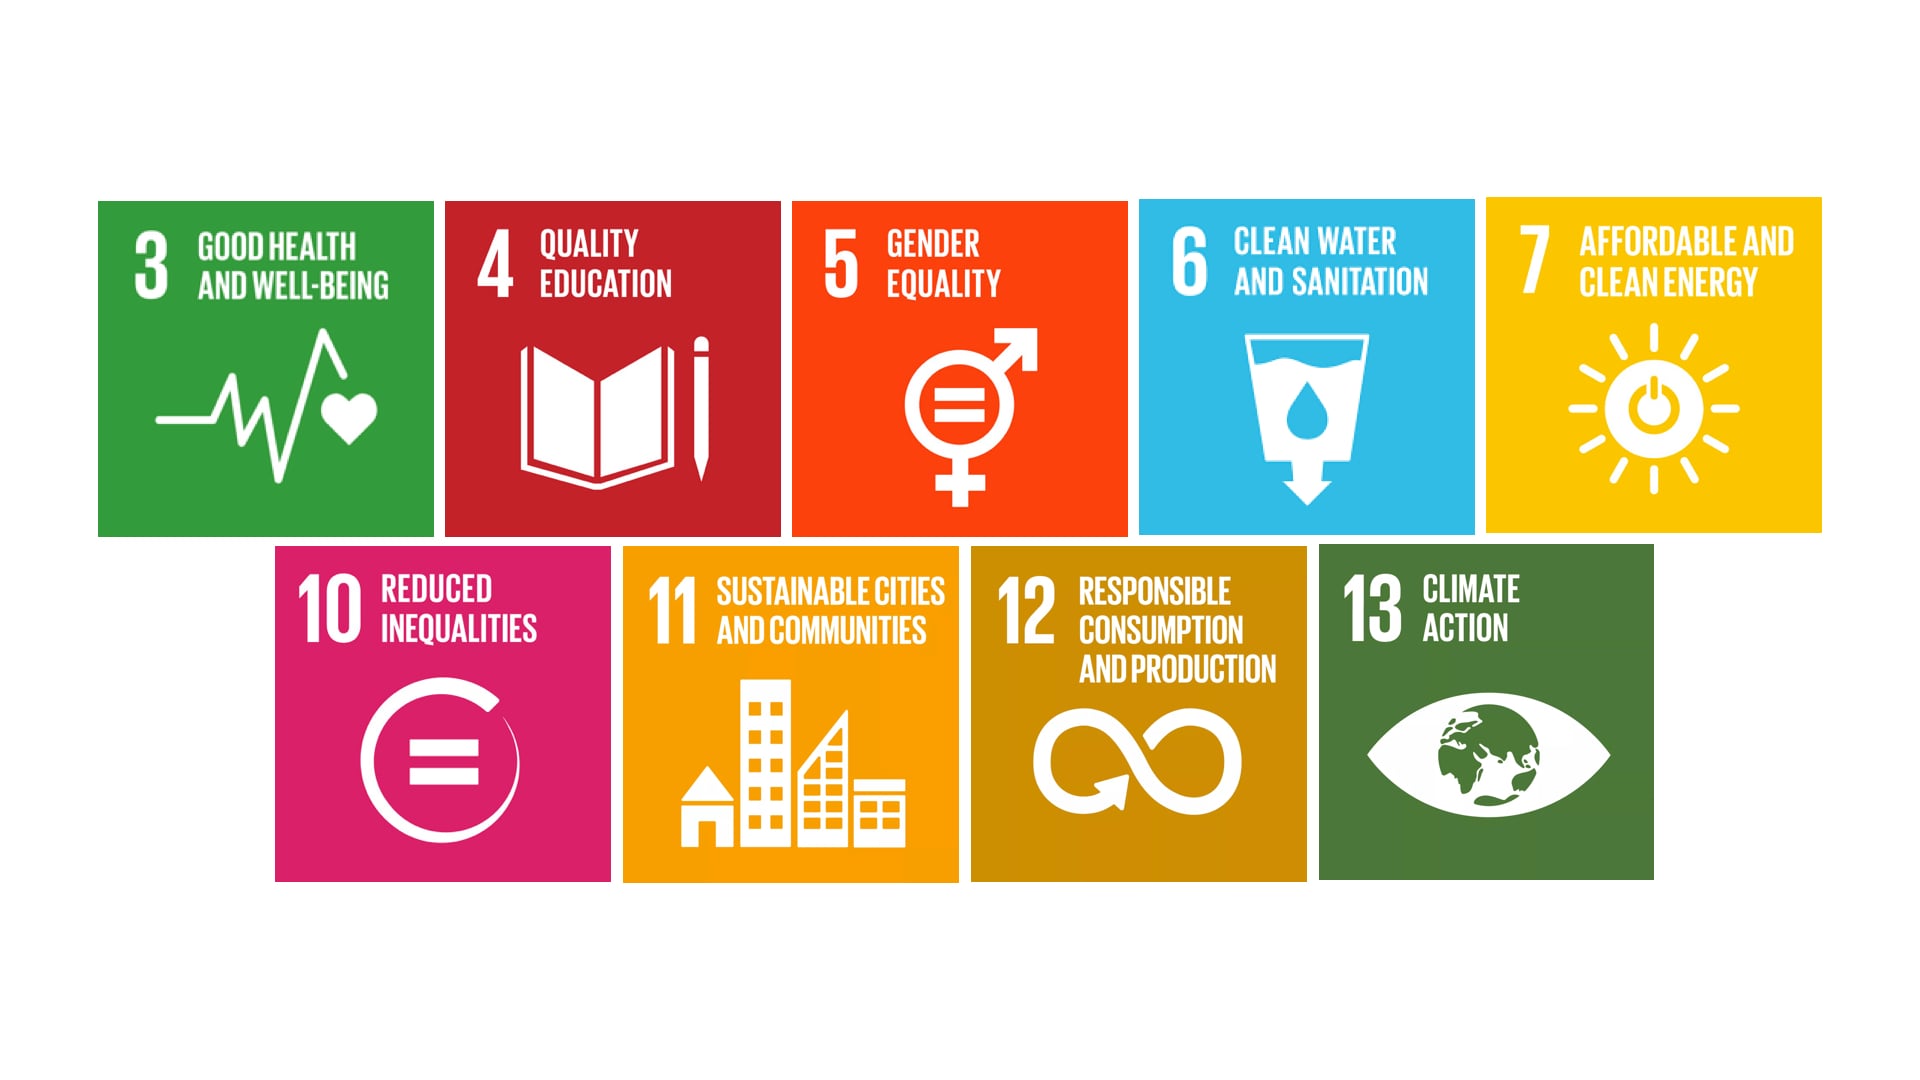 3 GOOD HEALTH
AND WELL-BEING
4 QUALITY
EDUCATION
5 GENDER
EQUALITY
6 CLEAN WATER
AND SANITATION
7 AFFORDABLE AND
CLEAN ENERGY
10 REDUCED
INEQUALITIES
11 SUSTAINABLE CITIES
AND COMMUNITIES
12 RESPONSIBLE
CONSUMPTION
AND PRODUCTION
13 CLIMATE
ACTION